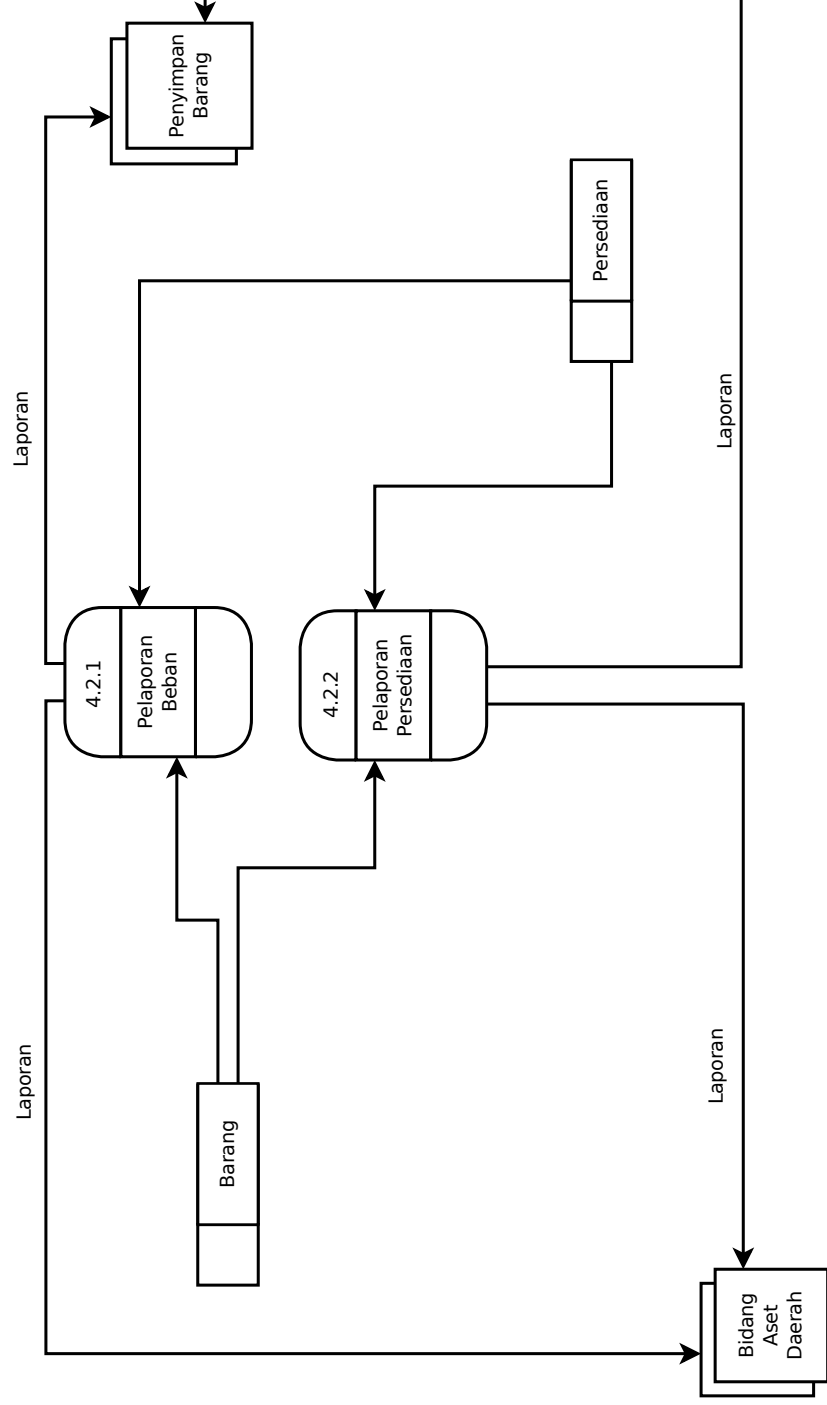 Laporan
Laporan
4.2.1
Pelaporan
Beban
Penyimpan
Barang
Barang
4.2.2
Pelaporan
Persediaan
Persediaan
Laporan
Laporan
Bidang
Aset
Daerah